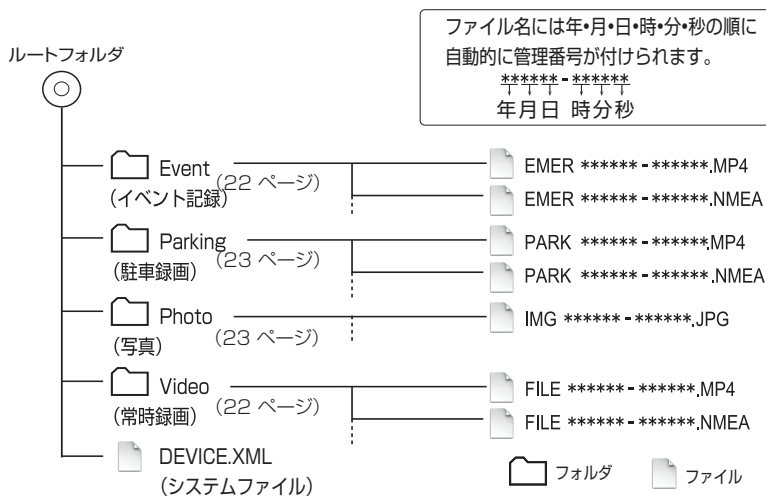 ファイル名には年•月•日•時•分•秒の順に
自動的に管理番号が付けられます。
******-******
年月日 時分秒
ルートフォルダ
Event
(イベント記録)
(22 ページ)
EMER ******-******.MP4
EMER ******-******.NMEA
Parking
(駐車録画)
(23 ページ)
PARK ******-******.MP4
PARK ******-******.NMEA
Photo
(写真)
(23 ページ)
IMG ******-******.JPG
Video
(常時録画)
(22 ページ)
FILE ******-******.MP4
FILE ******-******.NMEA
DEVICE.XML
(システムファイル)
フォルダ
ファイル